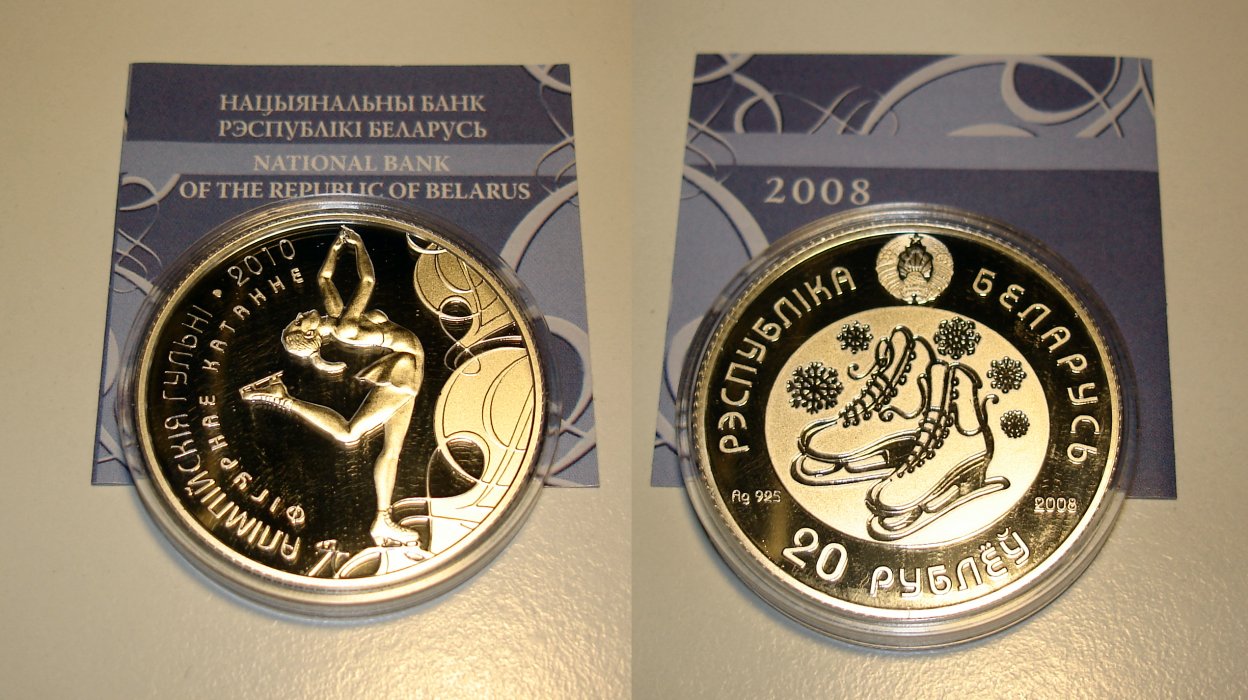 НАЦЫЯНАЛЬНЫ БАНК
РЭСПУБЛІКІ БЕЛАРУСЬ
NATIONAL BANK
OF THE REPUBLIC OF BELARUS
АЛІМПІЙСКІЯ ГУЛЬНІ • 2010
ФІГУРНАЕ КАТАННЕ
2008
РЭСПУБЛІКА БЕЛАРУСЬ
Ag 925
2008
20 РУБЛЁЎ